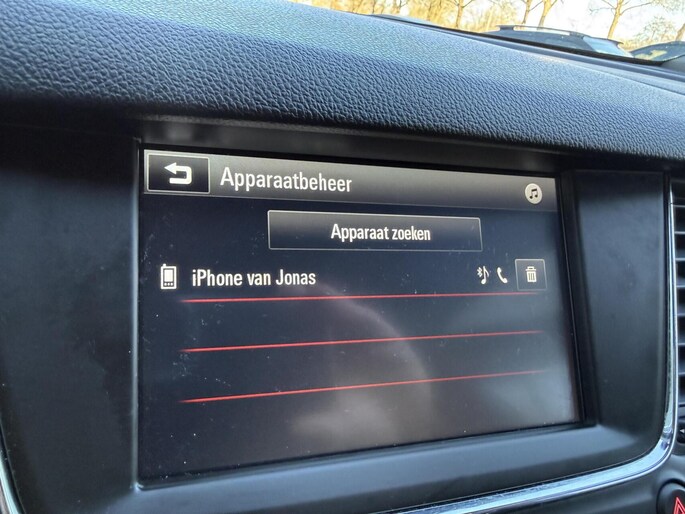 Apparaatbeheer
Apparaat zoeken
iPhone van Jonas